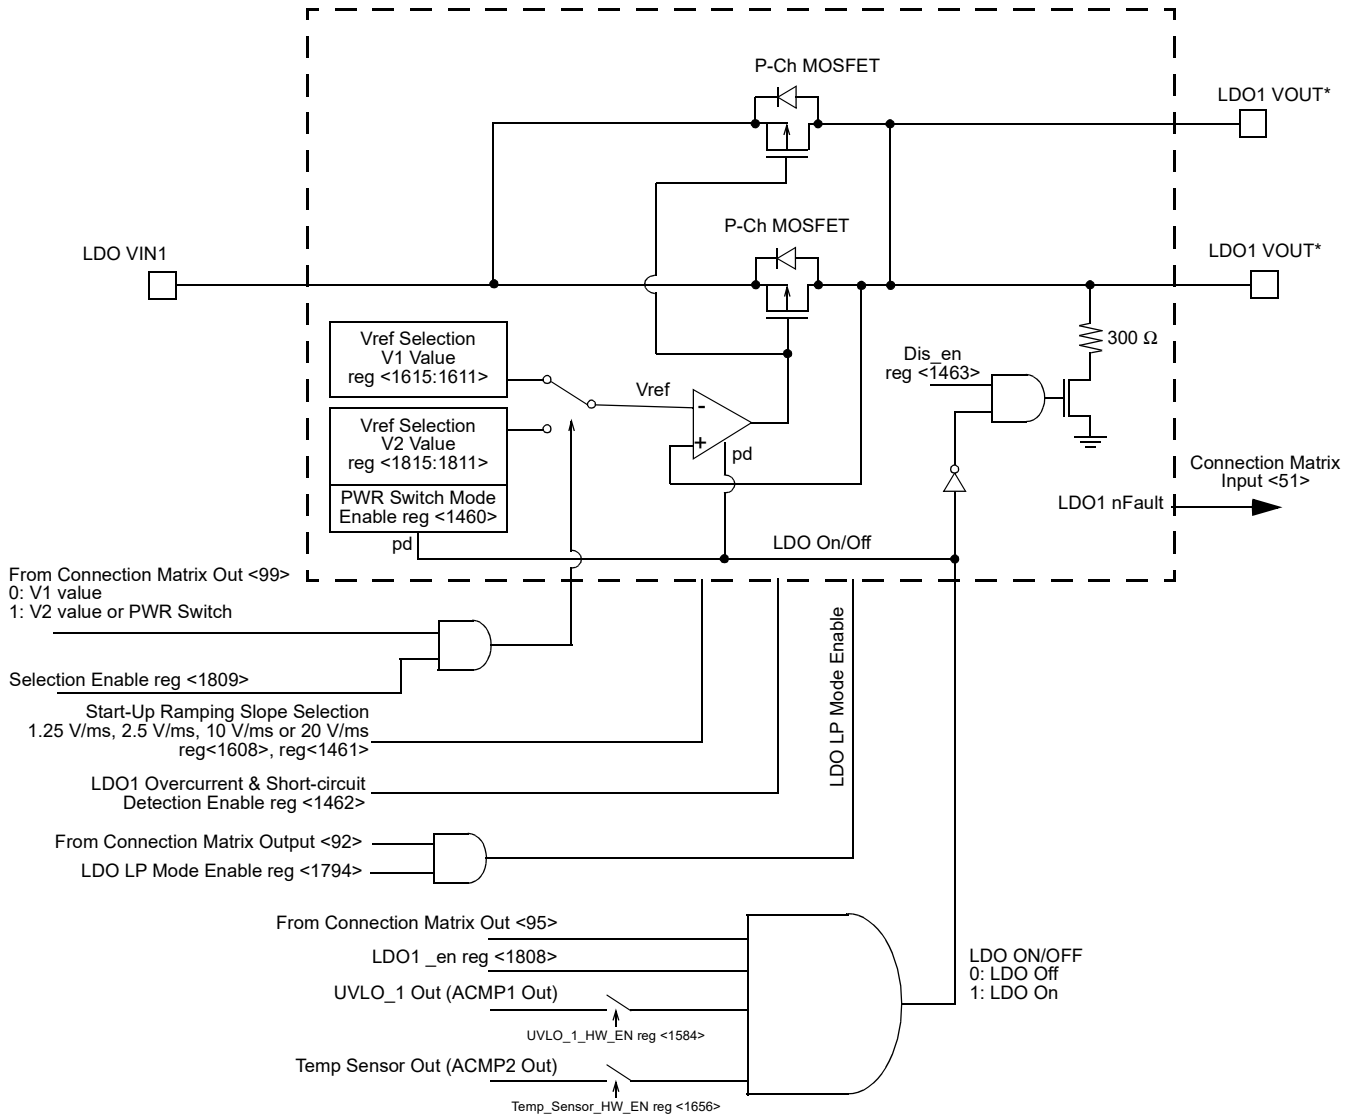 P-Ch MOSFET
LDO1 VOUT*
P-Ch MOSFET
LDO VIN1
LDO1 VOUT*
Vref Selection
V1 Value
reg <1615:1611>
Vref
-
+
pd
Vref Selection
V2 Value
reg <1815:1811>
PWR Switch Mode
Enable reg <1460>
pd
Dis_en
reg <1463>
300 Ω
Connection Matrix
Input <51>
LDO1 nFault
LDO On/Off
From Connection Matrix Out <99>
0: V1 value
1: V2 value or PWR Switch
Selection Enable reg <1809>
Start-Up Ramping Slope Selection
1.25 V/ms, 2.5 V/ms, 10 V/ms or 20 V/ms
reg<1608>, reg<1461>
LDO1 Overcurrent & Short-circuit
Detection Enable reg <1462>
LDO LP Mode Enable
From Connection Matrix Output <92>
LDO LP Mode Enable reg <1794>
From Connection Matrix Out <95>
LDO1 _en reg <1808>
UVLO_1 Out (ACMP1 Out)
UVLO_1_HW_EN reg <1584>
Temp Sensor Out (ACMP2 Out)
Temp_Sensor_HW_EN reg <1656>
LDO ON/OFF
0: LDO Off
1: LDO On